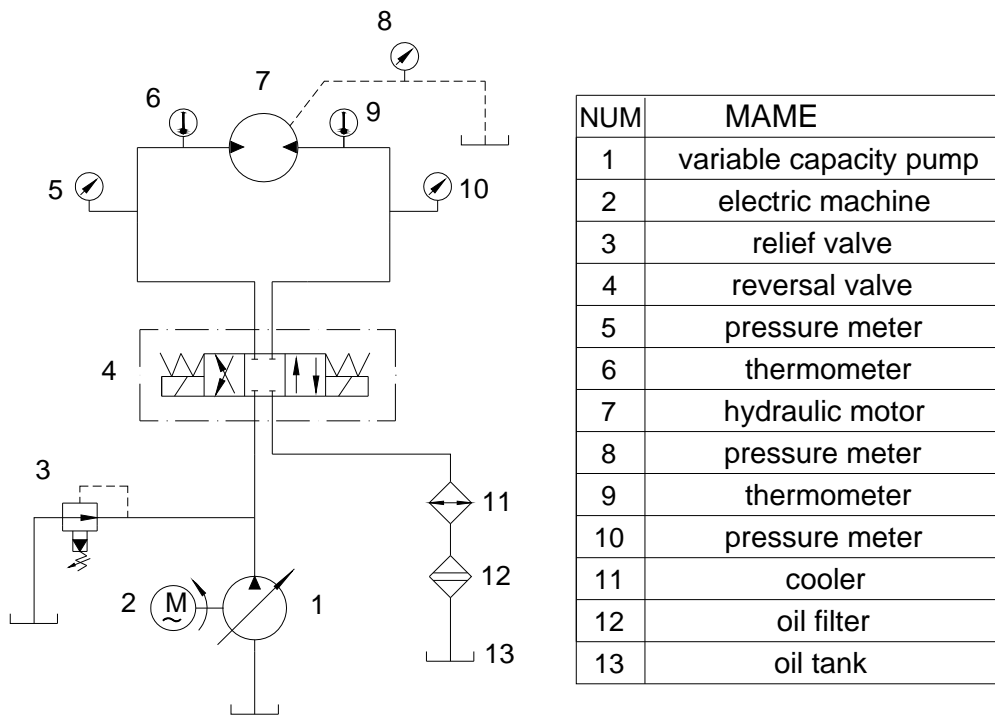 8
7
6
9
5
10
4
3
11
12
2
M
~
1
13
NUM MAME
1 variable capacity pump
2 electric machine
3 relief valve
4 reversal valve
5 pressure meter
6 thermometer
7 hydraulic motor
8 pressure meter
9 thermometer
10 pressure meter
11 cooler
12 oil filter
13 oil tank